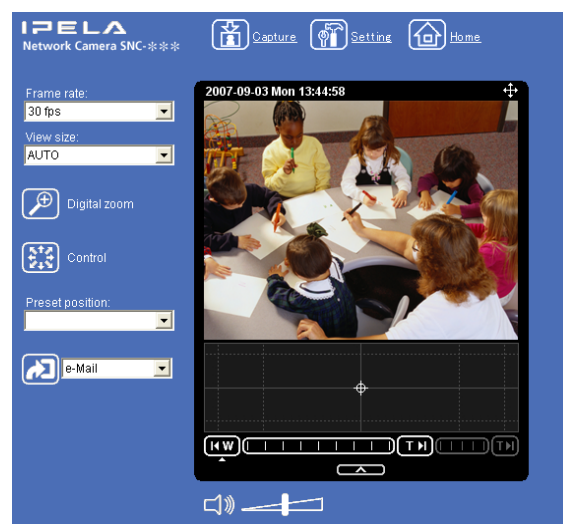 IPELA
Network Camera SNC-***
Capture
Setting
Home
Frame rate:
30 fps
View size:
AUTO
Digital zoom
Control
Preset position:
e-Mail
2007-09-03 Mon 13:44:58
W
T
T